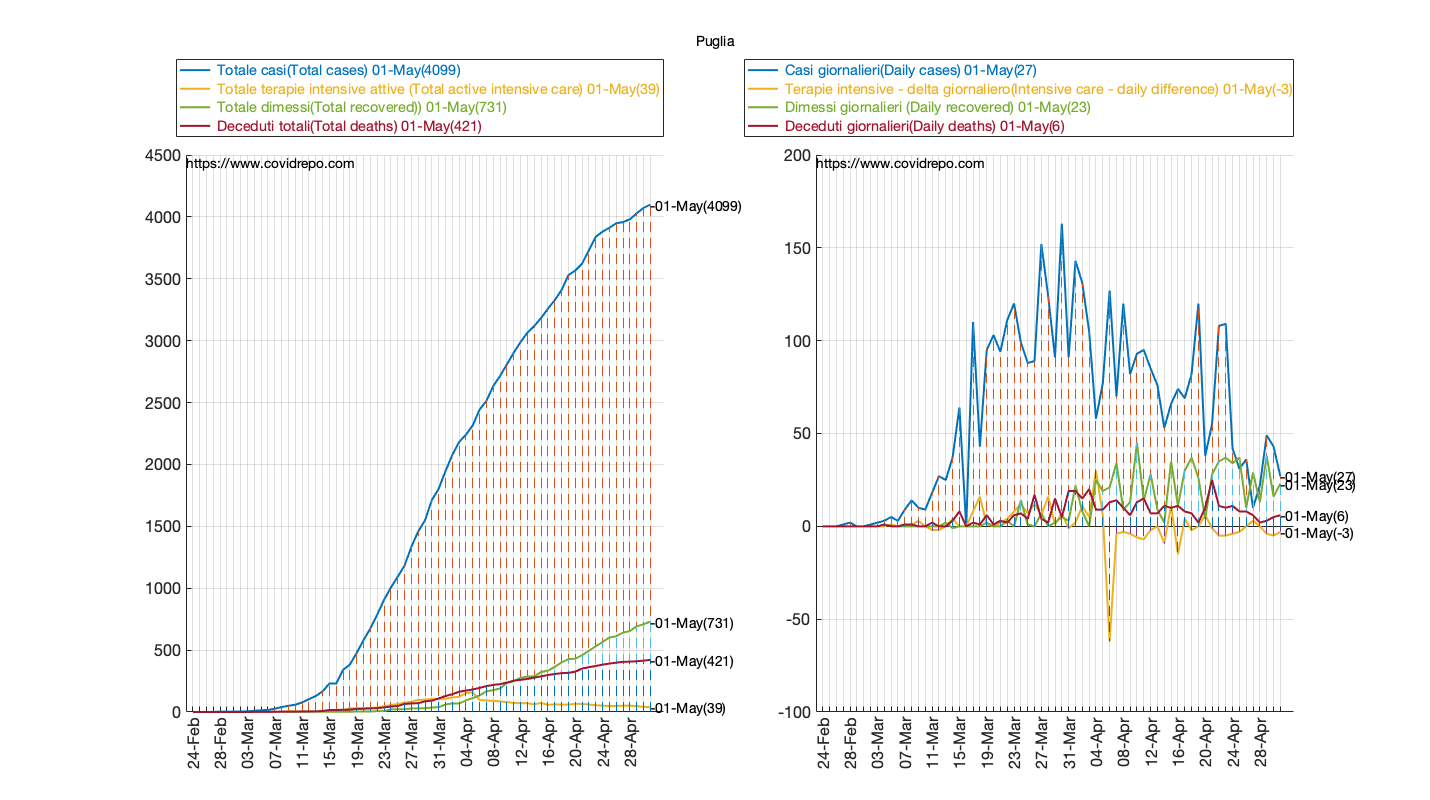 Puglia
Totale casi(Total cases) 01-May(4099)
Totale terapie intensive attive (Total active intensive care) 01-May(39)
Totale dimessi(Total recovered)) 01-May(731)
Deceduti totali(Total deaths) 01-May(421)
https://www.covidrepo.com
4500
4000
3500
3000
2500
2000
1500
1000
500
0
01-May(4099)
01-May(731)
01-May(421)
01-May(39)
24-Feb
28-Feb
03-Mar
07-Mar
11-Mar
15-Mar
19-Mar
23-Mar
27-Mar
31-Mar
04-Apr
08-Apr
12-Apr
16-Apr
20-Apr
24-Apr
28-Apr
Casi giornalieri(Daily cases) 01-May(27)
Terapie intensive - delta giornaliero(Intensive care - daily difference) 01-May(-3)
Dimessi giornalieri (Daily recovered) 01-May(23)
Deceduti giornalieri(Daily deaths) 01-May(6)
https://www.covidrepo.com
200
150
100
50
0
-50
-100
01-May(27)
01-May(23)
01-May(6)
01-May(-3)
24-Feb
28-Feb
03-Mar
07-Mar
11-Mar
15-Mar
19-Mar
23-Mar
27-Mar
31-Mar
04-Apr
08-Apr
12-Apr
16-Apr
20-Apr
24-Apr
28-Apr